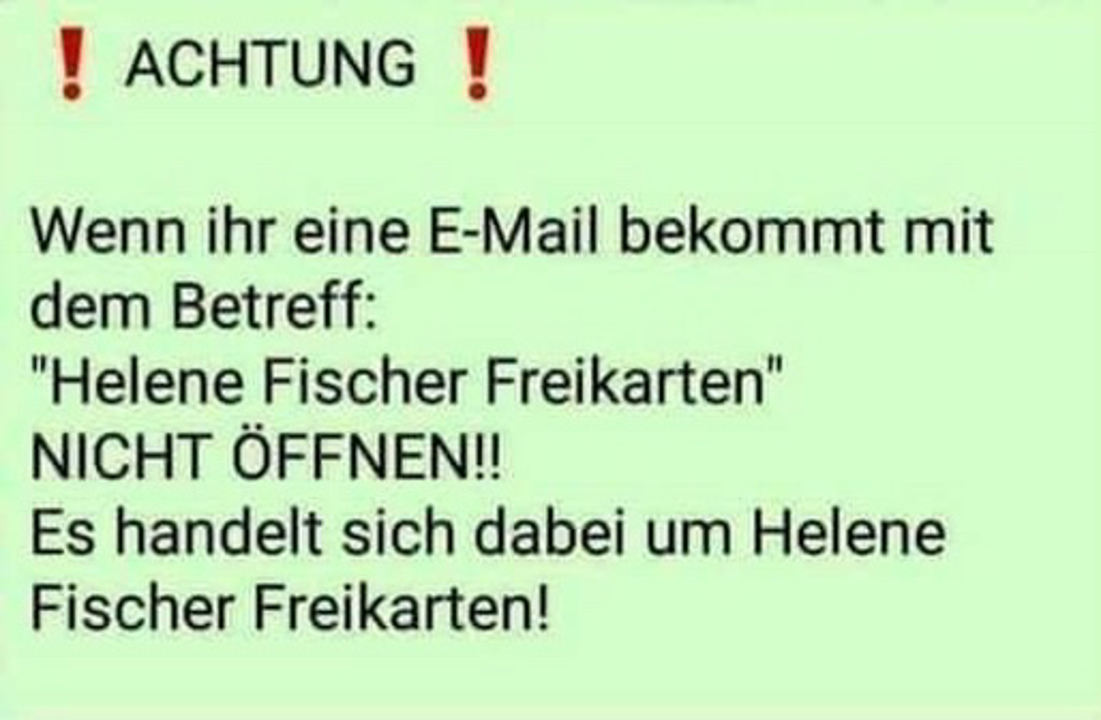 ❗ ACHTUNG ❗
Wenn ihr eine E-Mail bekommt mit
dem Betreff:
"Helene Fischer Freikarten"
NICHT ÖFFNEN!!
Es handelt sich dabei um Helene
Fischer Freikarten!